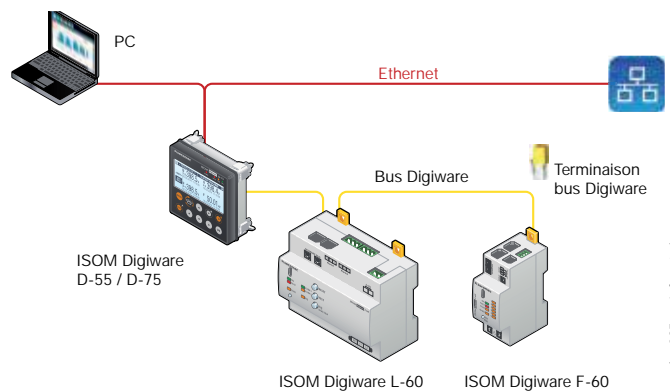 PC
Ethernet
Bus Digiware
Terminaison
bus Digiware
ISOM Digiware
D-55 / D-75
ISOM Digiware L-60
ISOM Digiware F-60